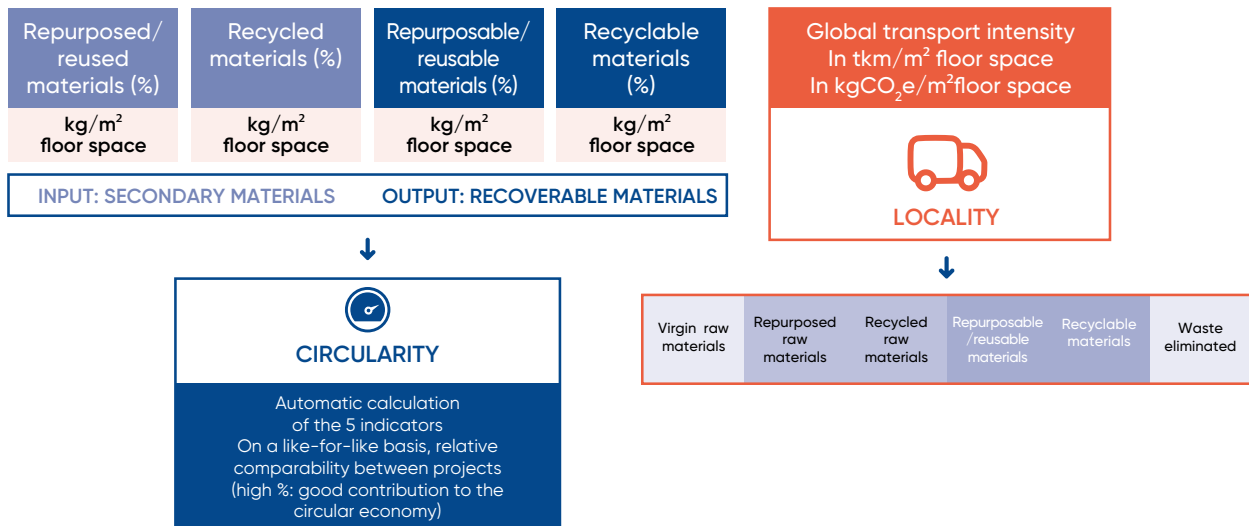 Repurposed/
reused
materials (%)
kg/m²
floor space
Recycled
materials (%)
kg/m²
floor space
Repurposable/
reusable
materials (%)
kg/m²
floor space
Recyclable
materials
(%)
kg/m²
floor space
INPUT: SECONDARY MATERIALS
OUTPUT: RECOVERABLE MATERIALS
CIRCULARITY
Automatic calculation
of the 5 indicators
On a like-for-like basis, relative
comparability between projects
(high %: good contribution to the
circular economy)
Global transport intensity
In tkm/m² floor space
In kgCO₂e/m²floor space
LOCALITY
Virgin raw
materials
Repurposed
raw
materials
Recycled
raw
materials
Repurposable
/reusable
materials
Recyclable
materials
Waste
eliminated